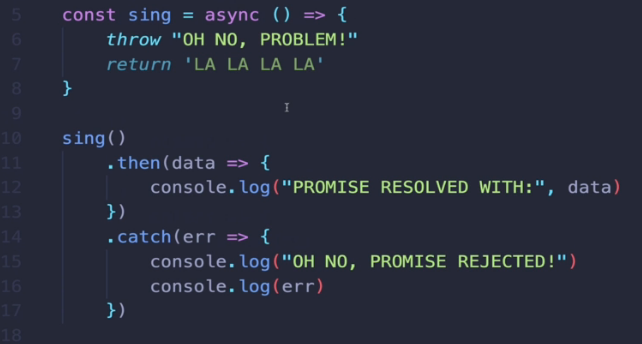 5 const sing = async () => {
6 throw "OH NO, PROBLEM!"
7 return 'LA LA LA LA'
8 }
9
10 sing()
11 .then(data => {
12 console.log("PROMISE RESOLVED WITH:", data)
13 })
14 .catch(err => {
15 console.log("OH NO, PROMISE REJECTED!")
16 console.log(err)
17 })
18